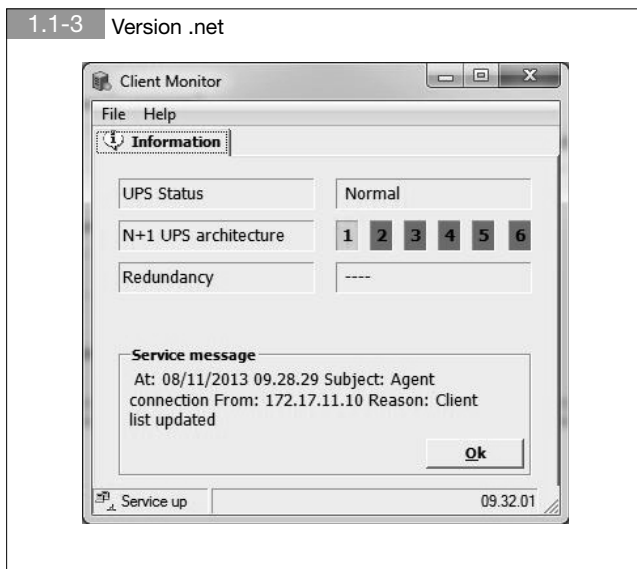 1.1-3 Version .net
Client Monitor
File Help
Information
UPS Status Normal
N+1 UPS architecture 1 2 3 4 5 6
Redundancy ----
Service message
At: 08/11/2013 09.28.29 Subject: Agent
connection From: 172.17.11.10 Reason: Client
list updated
Ok
Service up 09.32.01